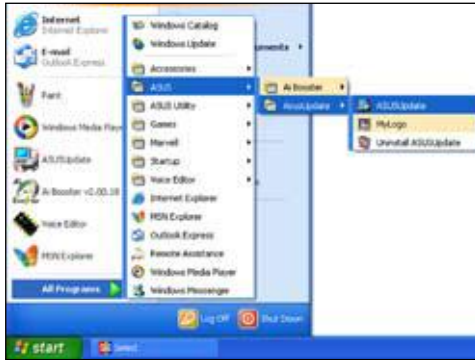 Internet
Internet Explorer
E-mail
Outlook Express
Paint
Windows Media Player
ASUSUpdate
Ai Booster v2.00.18
Voice Editor
MSN Explorer
All Programs
Windows Catalog
Windows Update
Accessories
ASUS
ASUS Utility
Games
Marvell
Startup
Voice Editor
Internet Explorer
MSN Explorer
Outlook Express
Remote Assistance
Windows Media Player
Windows Messenger
Ai Booster
AsusUpdate
ASUSUpdate
MyLogo
Uninstall ASUSUpdate
Log Off
Shut Down
start